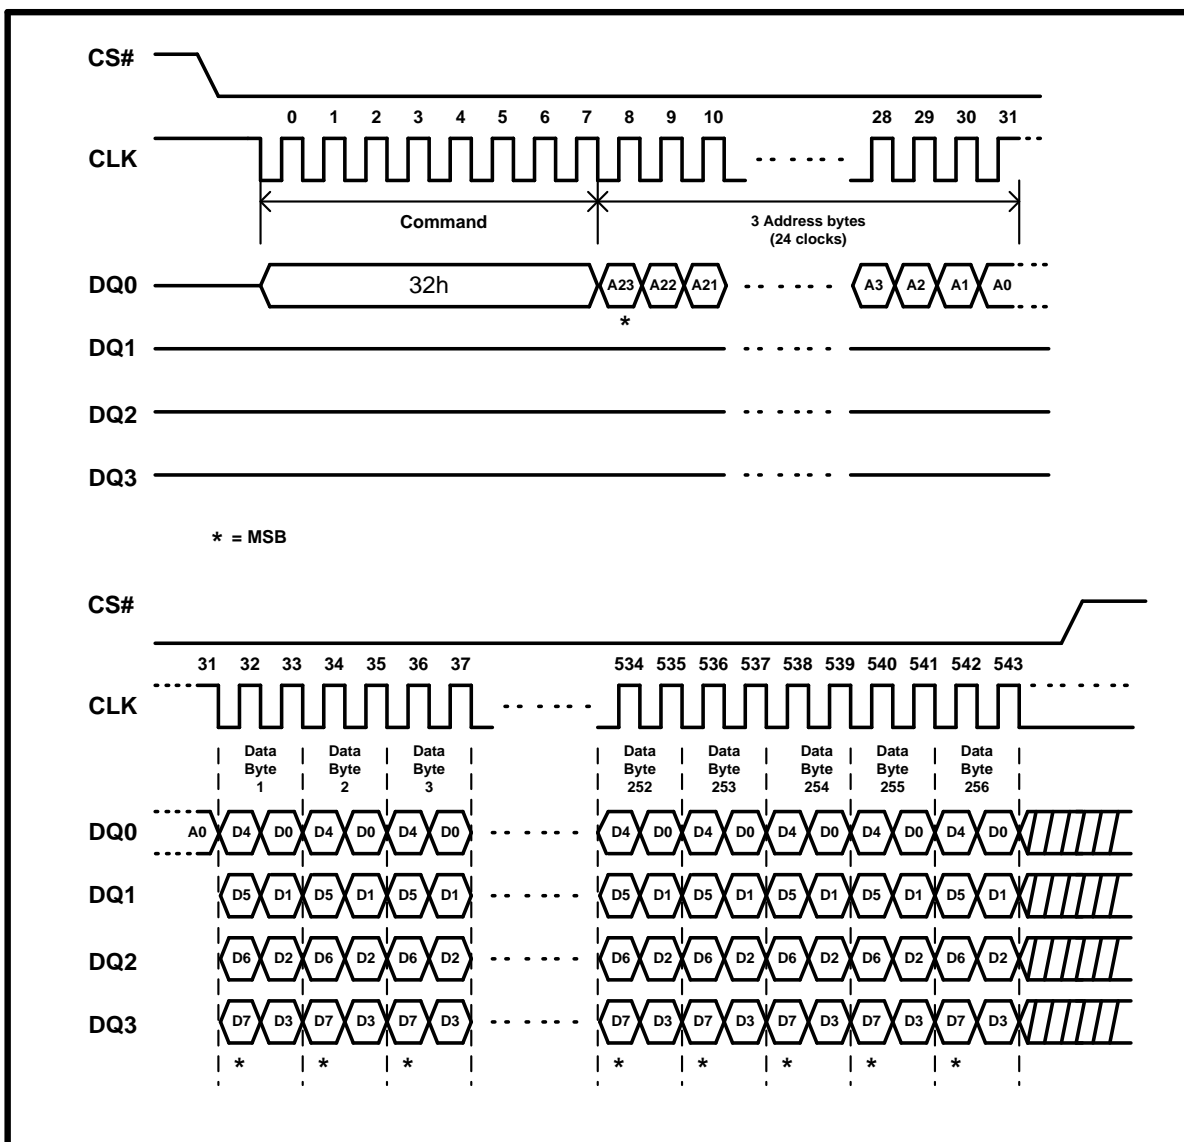 CS#
0 1 2 3 4 5 6 7 8 9 10 28 29 30 31
CLK
Command
3 Address bytes
(24 clocks)
DQ0 32h A23 A22 A21 A3 A2 A1 A0
*
DQ1
DQ2
DQ3
* = MSB
CS#
31 32 33 34 35 36 37 534 535 536 537 538 539 540 541 542 543
CLK
Data Data Data Data Data Data Data Data
Byte Byte Byte Byte Byte Byte Byte Byte
1 2 3 252 253 254 255 256
DQ0 A0 D4 D0 D4 D0 D4 D0 D4 D0 D4 D0 D4 D0 D4 D0 D4 D0
DQ1 D5 D1 D5 D1 D5 D1 D5 D1 D5 D1 D5 D1 D5 D1 D5 D1
DQ2 D6 D2 D6 D2 D6 D2 D6 D2 D6 D2 D6 D2 D6 D2 D6 D2
DQ3 D7 D3 D7 D3 D7 D3 D7 D3 D7 D3 D7 D3 D7 D3 D7 D3
* * * * * * * *